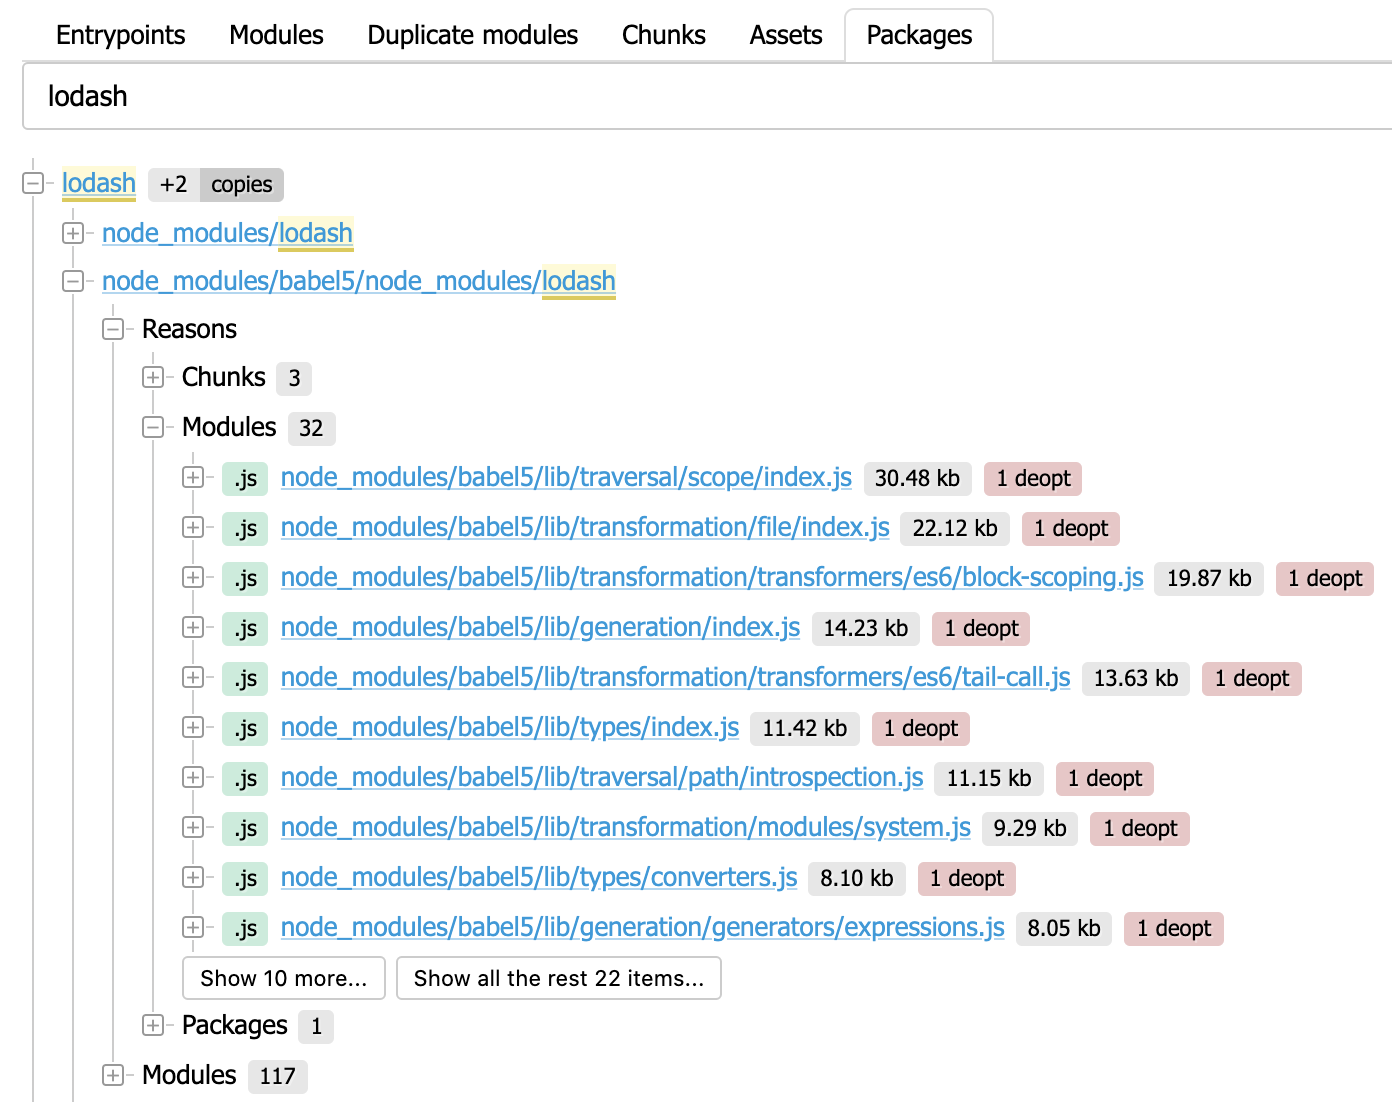 Entrypoints Modules Duplicate modules Chunks Assets Packages
lodash
lodash +2 copies
node_modules/lodash
node_modules/babel5/node_modules/lodash
Reasons
Chunks 3
Modules 32
.js node_modules/babel5/lib/traversal/scope/index.js 30.48 kb 1 deopt
.js node_modules/babel5/lib/transformation/file/index.js 22.12 kb 1 deopt
.js node_modules/babel5/lib/transformation/transformers/es6/block-scoping.js 19.87 kb 1 deopt
.js node_modules/babel5/lib/generation/index.js 14.23 kb 1 deopt
.js node_modules/babel5/lib/transformation/transformers/es6/tail-call.js 13.63 kb 1 deopt
.js node_modules/babel5/lib/types/index.js 11.42 kb 1 deopt
.js node_modules/babel5/lib/traversal/path/introspection.js 11.15 kb 1 deopt
.js node_modules/babel5/lib/transformation/modules/system.js 9.29 kb 1 deopt
.js node_modules/babel5/lib/types/converters.js 8.10 kb 1 deopt
.js node_modules/babel5/lib/generation/generators/expressions.js 8.05 kb 1 deopt
Show 10 more... Show all the rest 22 items...
Packages 1
Modules 117